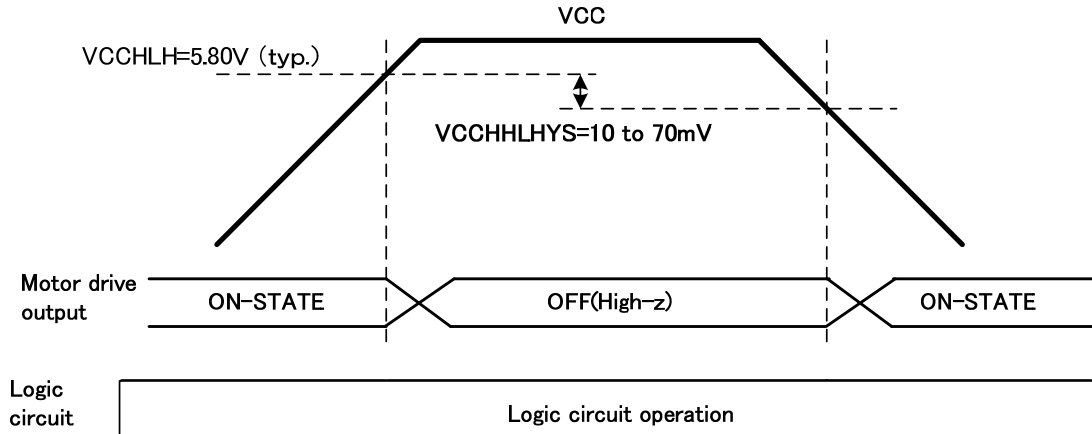 VCC
VCCHLH=5.80V (typ.)
VCCHHLHYS=10 to 70mV
Motor drive
output
ON-STATE
OFF(High-z)
ON-STATE
Logic
circuit
Logic circuit operation